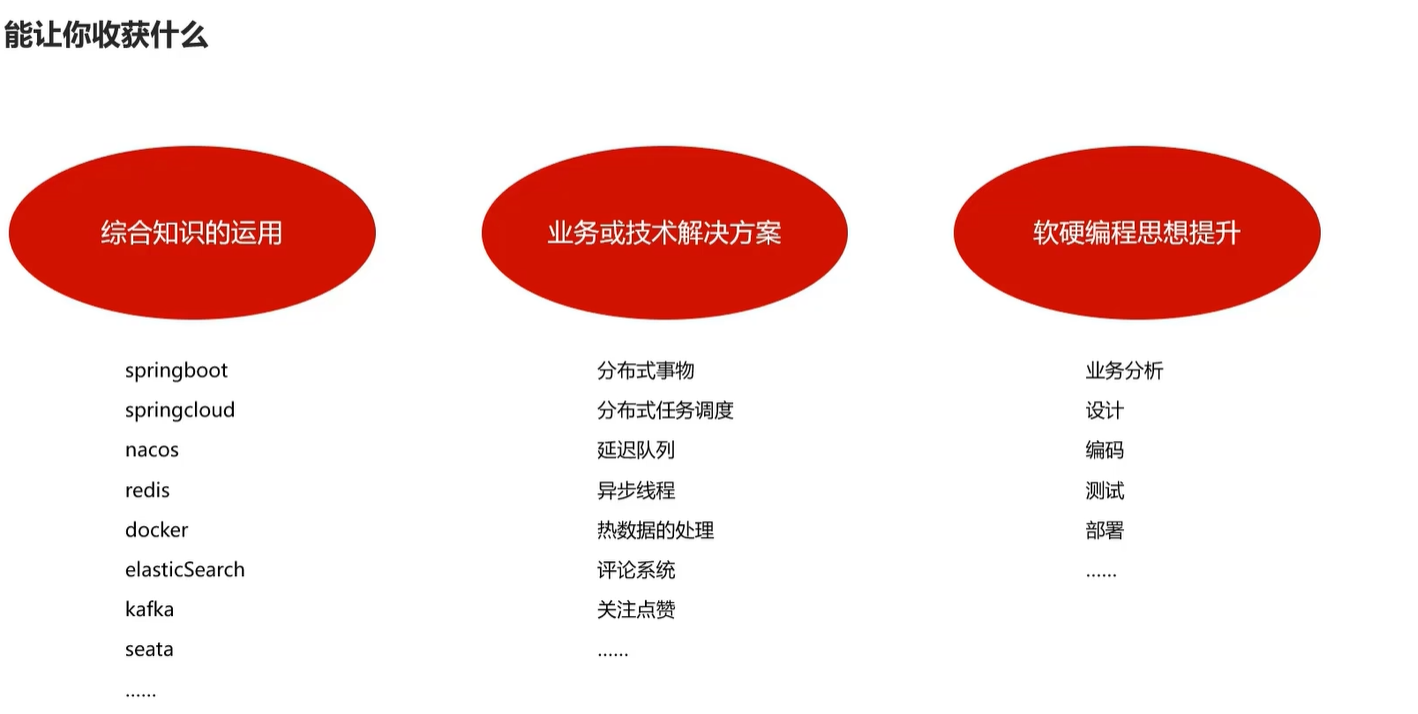 能让你收获什么
综合知识的运用
springboot
springcloud
nacos
redis
docker
elasticSearch
kafka
seata
......
业务或技术解决方案
分布式事物
分布式任务调度
延迟队列
异步线程
热数据的处理
评论系统
关注点赞
......
软硬编程思想提升
业务分析
设计
编码
测试
部署
......